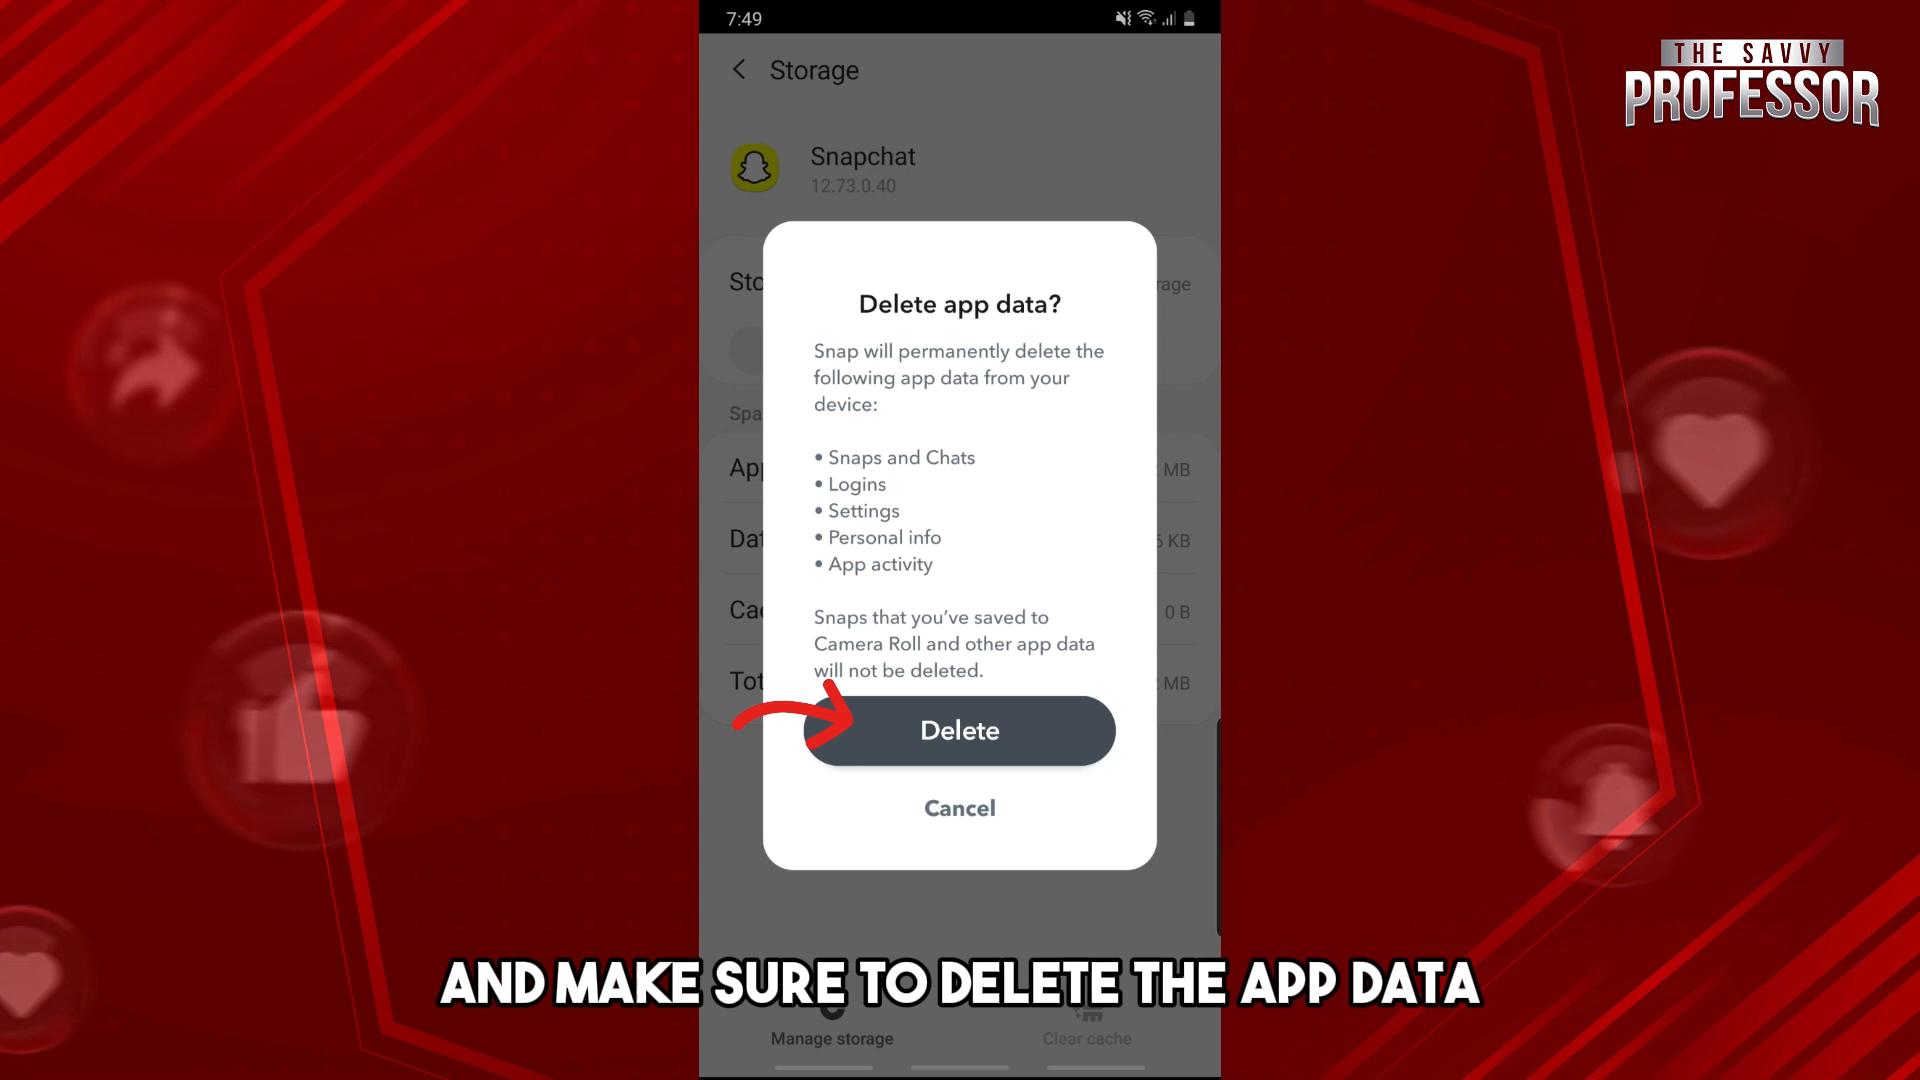 7:49
THE SAVVY
PROFESSOR
Storage
Snapchat
12.73.0.40
Delete app data?
Snap will permanently delete the
following app data from your
device:
• Snaps and Chats
• Logins
• Settings
• Personal info
• App activity
Snaps that you've saved to
Camera Roll and other app data
will not be deleted.
Delete
Cancel
0 B
AND MAKE SURE TO DELETE THE APP DATA
Manage storage
Clear cache